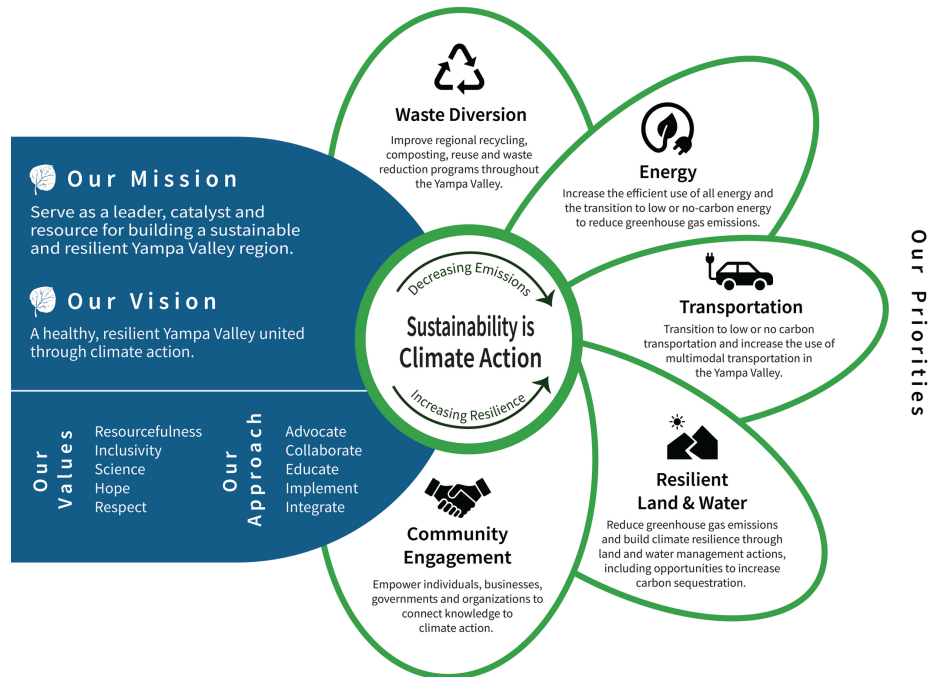 Our Mission
Serve as a leader, catalyst and
resource for building a sustainable
and resilient Yampa Valley region.
Our Vision
A healthy, resilient Yampa Valley united
through climate action.
Our
Values
Resourcefulness
Inclusivity
Science
Hope
Respect
Our
Approach
Advocate
Collaborate
Educate
Implement
Integrate
Decreasing Emissions
Sustainability is
Climate Action
Increasing Resilience
Waste Diversion
Improve regional recycling,
composting, reuse and waste
reduction programs throughout
the Yampa Valley.
Energy
Increase the efficient use of all energy and
the transition to low or no-carbon energy
to reduce greenhouse gas emissions.
Transportation
Transition to low or no carbon
transportation and increase the use of
multimodal transportation in
the Yampa Valley.
Resilient
Land & Water
Reduce greenhouse gas emissions
and build climate resilience through
land and water management actions,
including opportunities to increase
carbon sequestration.
Community
Engagement
Empower individuals, businesses,
governments and organizations to
connect knowledge to
climate action.
Our Priorities